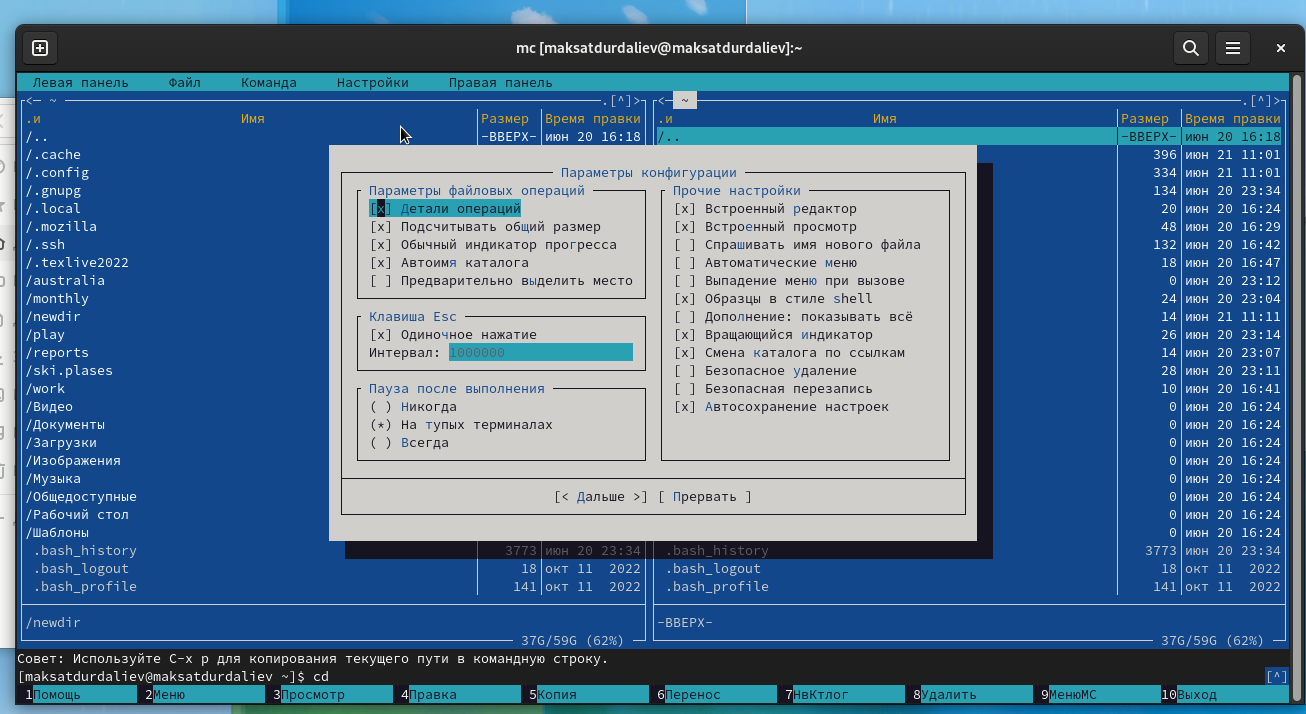 mc [maksatdurdaliev@maksatdurdaliev]:~
Левая панель Файл Команда Настройки Правая панель
<─ ~ .[^]> <─ ~ .[^]>
.и Имя Размер Время правки .и Имя Размер Время правки
/.. -ВВЕРХ- июн 20 16:18 /.. -ВВЕРХ- июн 20 16:18
/.cache 396 июн 21 11:01
/.config Параметры конфигурации 334 июн 21 11:01
/.gnupg Параметры файловых операций Прочие настройки 134 июн 20 23:34
/.local [x] Детали операций [x] Встроенный редактор 20 июн 20 16:24
/.mozilla [x] Подсчитывать общий размер [x] Встроенный просмотр 48 июн 20 16:29
/.ssh [x] Обычный индикатор прогресса [ ] Спрашивать имя нового файла 132 июн 20 16:42
/.texlive2022 [x] Автоимя каталога [ ] Автоматические меню 18 июн 20 16:47
/australia [ ] Предварительно выделить место [ ] Выпадение меню при вызове 0 июн 20 23:12
/monthly [x] Образцы в стиле shell 24 июн 20 23:04
/newdir Клавиша Esc [ ] Дополнение: показывать всё 14 июн 21 11:11
/play [x] Одиночное нажатие [x] Вращающийся индикатор 26 июн 20 23:14
/reports Интервал: 1000000 [x] Смена каталога по ссылкам 14 июн 20 23:07
/ski.plases [ ] Безопасное удаление 28 июн 20 23:11
/work Пауза после выполнения [ ] Безопасная перезапись 10 июн 20 16:41
/Видео ( ) Никогда [x] Автосохранение настроек 0 июн 20 16:24
/Документы (*) На тупых терминалах 0 июн 20 16:24
/Загрузки ( ) Всегда 0 июн 20 16:24
/Изображения 0 июн 20 16:24
/Музыка 0 июн 20 16:24
/Общедоступные [< Дальше >] [ Прервать ] 0 июн 20 16:24
/Рабочий стол 0 июн 20 16:24
/Шаблоны 0 июн 20 16:24
.bash_history 3773 июн 20 23:34 .bash_history 3773 июн 20 23:34
.bash_logout 18 окт 11 2022 .bash_logout 18 окт 11 2022
.bash_profile 141 окт 11 2022 .bash_profile 141 окт 11 2022
/newdir -ВВЕРХ-
37G/59G (62%) 37G/59G (62%)
Совет: Используйте C-x p для копирования текущего пути в командную строку.
[maksatdurdaliev@maksatdurdaliev ~]$ cd [^]
1Помощь 2Меню 3Просмотр 4Правка 5Копия 6Перенос 7НвКтлог 8Удалить 9МенюMC 10Выход